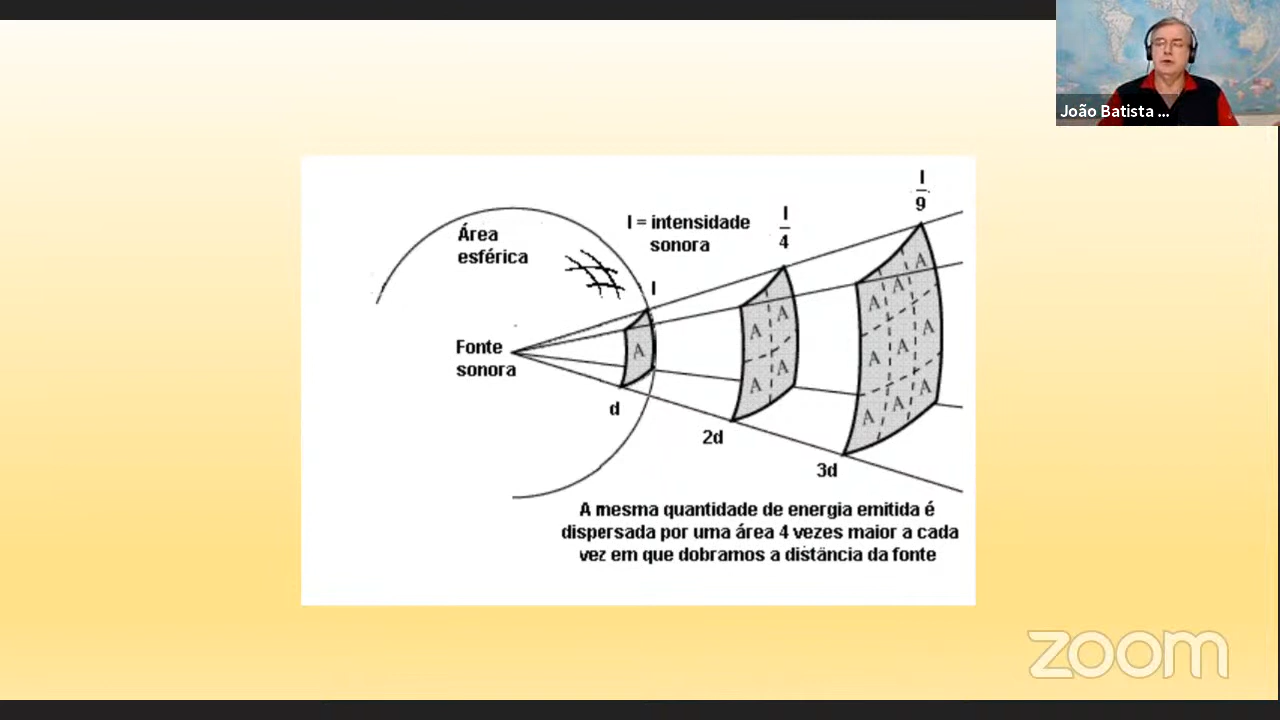 João Batista ...
I
9
I = intensidade
sonora
I
4
Área
esférica
I
A
A
A
A
A
A
A
A
A
A
A
A
A
A
Fonte
sonora
d
2d
3d
A mesma quantidade de energia emitida é
dispersada por uma área 4 vezes maior a cada
vez em que dobramos a distância da fonte
zoom